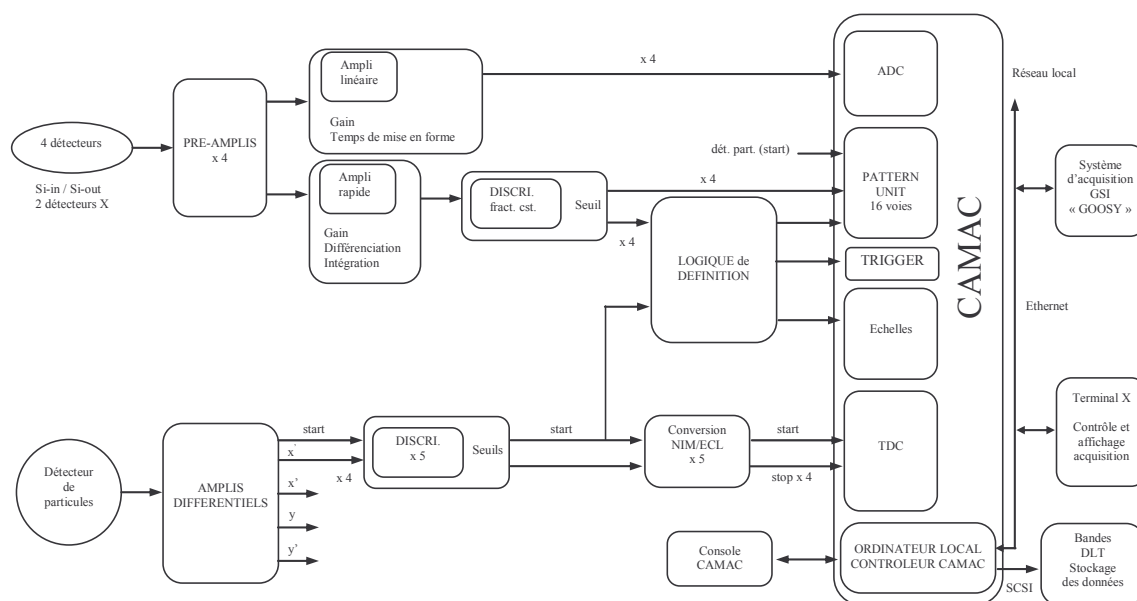 4 détecteurs
Si-in / Si-out
2 détecteurs X
PRE-AMPLIS
x 4
Ampli
linéaire
Gain
Temps de mise en forme
Ampli
rapide
Gain
Différenciation
Intégration
DISCRI.
fract. cst.
Seuil
x 4
x 4
x 4
dét. part. (start)
LOGIQUE de
DEFINITION
ADC
PATTERN
UNIT
16 voies
TRIGGER
Echelles
TDC
CAMAC
Réseau local
Système
d'acquisition
GSI
« GOOSY »
Ethernet
Terminal X
Contrôle et
affichage
acquisition
Détecteur
de
particules
AMPLIS
DIFFERENTIELS
start
x
x'
y
y'
x 4
DISCRI.
x 5
Seuils
start
Conversion
NIM/ECL
x 5
start
stop x 4
Console
CAMAC
ORDINATEUR LOCAL
CONTROLEUR CAMAC
SCSI
Bandes
DLT
Stockage
des données